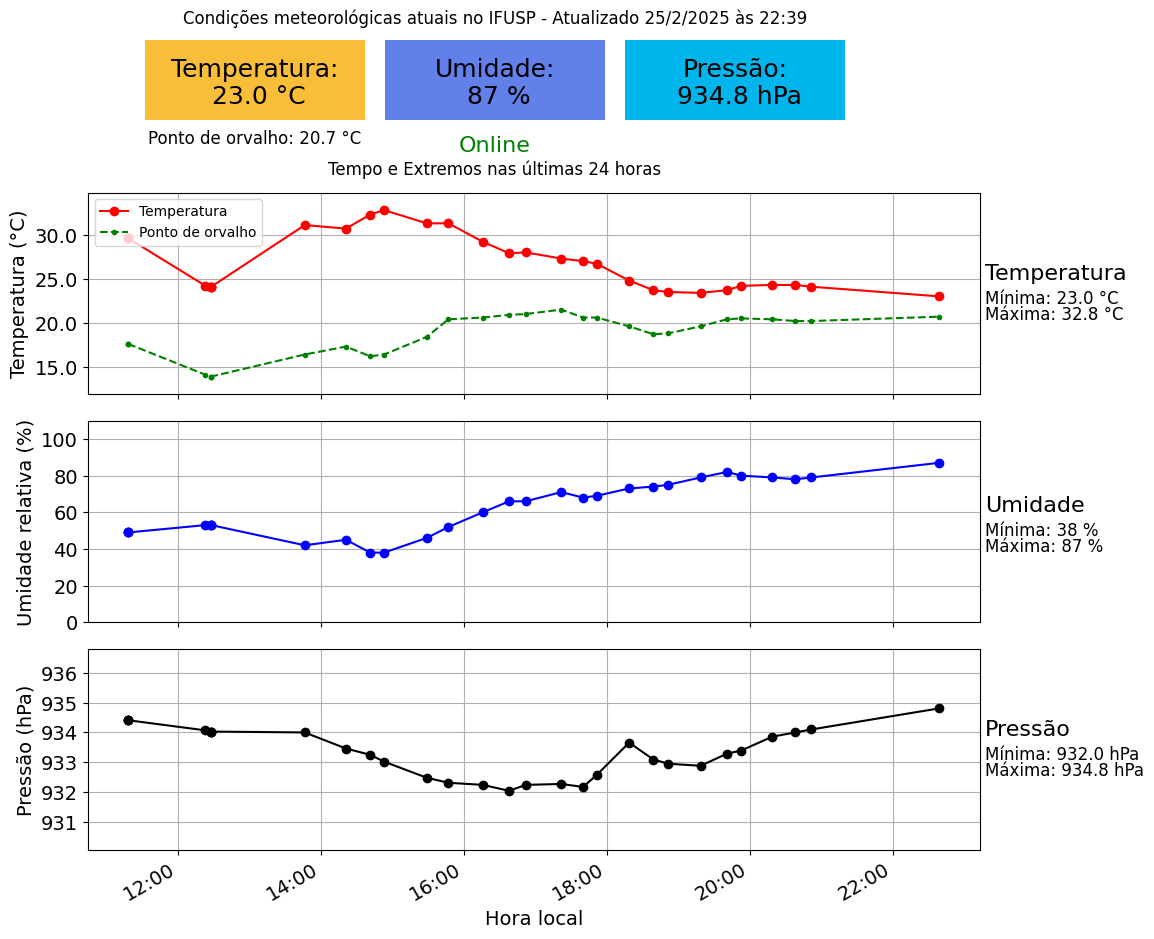 Condições meteorológicas atuais no IFUSP - Atualizado 25/2/2025 às 22:39
Temperatura:
23.0 °C
Umidade:
87 %
Pressão:
934.8 hPa
Ponto de orvalho: 20.7 °C
Online
Tempo e Extremos nas últimas 24 horas
Temperatura (°C)
30.0
25.0
20.0
15.0
Temperatura
Ponto de orvalho
Temperatura
Mínima: 23.0 °C
Máxima: 32.8 °C
Umidade relativa (%)
100
80
60
40
20
0
Umidade
Mínima: 38 %
Máxima: 87 %
Pressão (hPa)
936
935
934
933
932
931
Pressão
Mínima: 932.0 hPa
Máxima: 934.8 hPa
12:00
14:00
16:00
18:00
20:00
22:00
Hora local